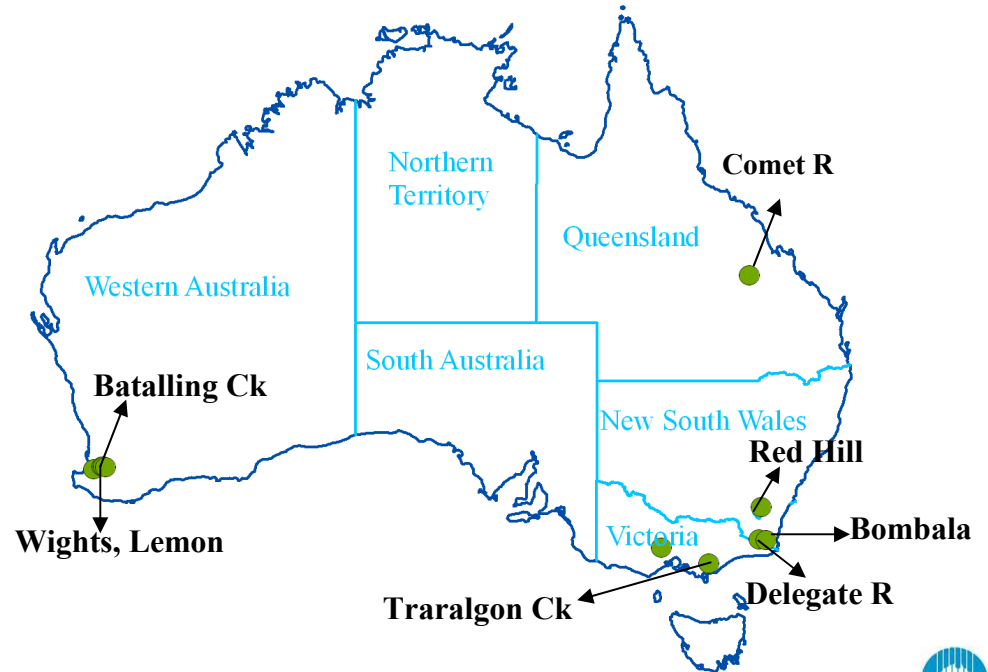 Comet R
Northern
Territory
Queensland
Western Australia
South Australia
Batalling Ck
New South Wales
Red Hill
Wights, Lemon
Victoria
Bombala
Delegate R
Traralgon Ck